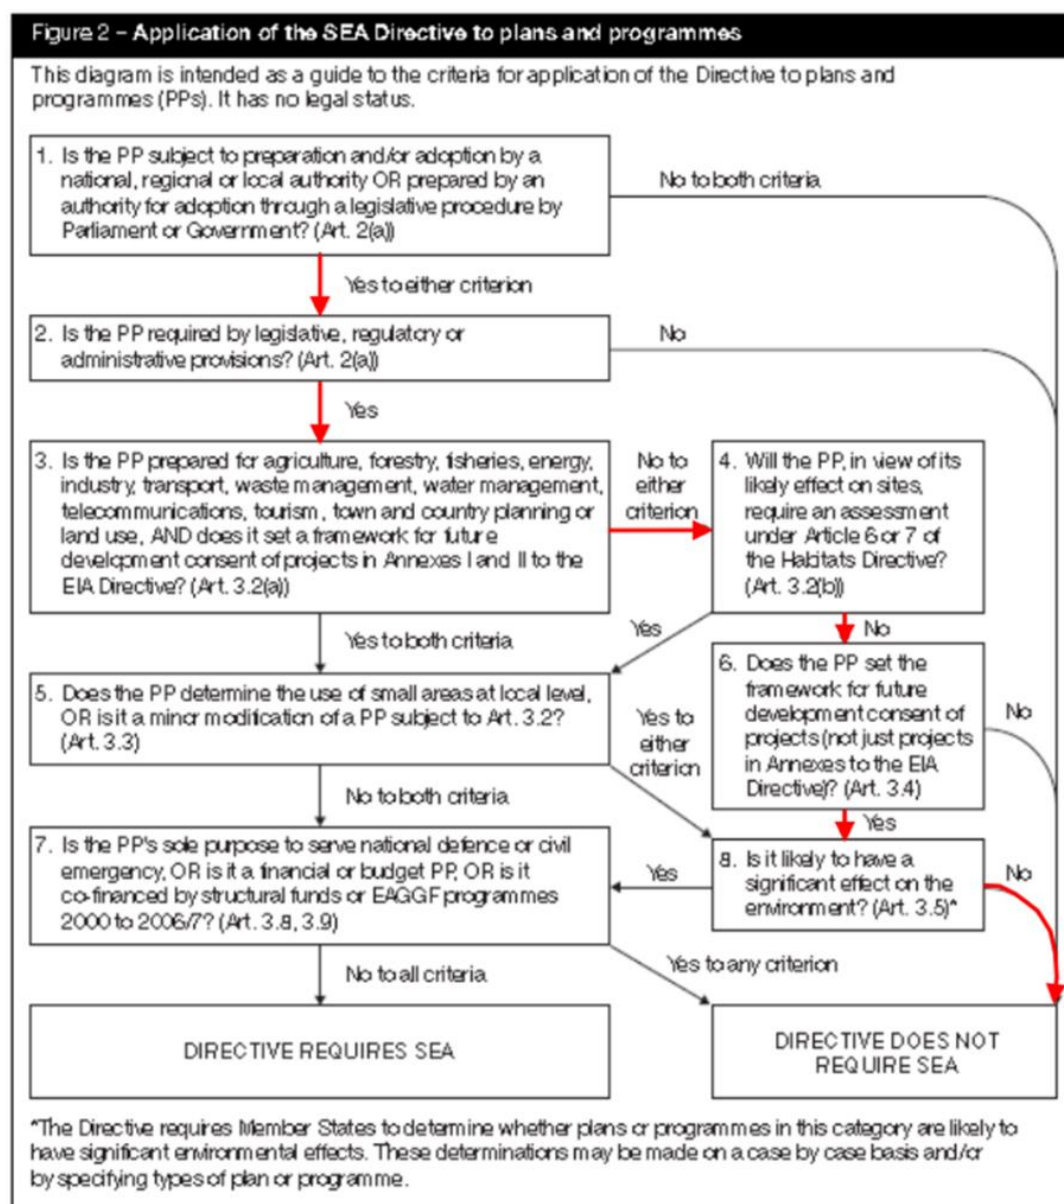 Figure 2 – Application of the SEA Directive to plans and programmes
This diagram is intended as a guide to the criteria for application of the Directive to plans and
programmes (PPs). It has no legal status.
1. Is the PP subject to preparation and/or adoption by a
national, regional or local authority OR prepared by an
authority for adoption through a legislative procedure by
Parliament or Government? (Art. 2(a))
No to both criteria
Yes to either criterion
2. Is the PP required by legislative, regulatory or
administrative provisions? (Art. 2(a))
No
Yes
3. Is the PP prepared for agriculture, forestry, fisheries, energy,
industry, transport, waste management, water management,
telecommunications, tourism, town and country planning or
land use, AND does it set a framework for future
development consent of projects in Annexes I and II to the
EIA Directive? (Art. 3.2(a))
No to
either
criterion
4. Will the PP, in view of its
likely effect on sites,
require an assessment
under Article 6 or 7 of
the Habitats Directive?
(Art. 3.2(b))
Yes to both criteria
Yes
No
5. Does the PP determine the use of small areas at local level,
OR is it a minor modification of a PP subject to Art. 3.2?
(Art. 3.3)
Yes to
either
criterion
6. Does the PP set the
framework for future
development consent of
projects (not just projects
in Annexes to the EIA
Directive)? (Art. 3.4)
No
No to both criteria
Yes
7. Is the PP's sole purpose to serve national defence or civil
emergency, OR is it a financial or budget PP, OR is it
co-financed by structural funds or EAGGF programmes
2000 to 2006/7? (Art. 3.8, 3.9)
Yes
8. Is it likely to have a
significant effect on the
environment? (Art. 3.5)*
No
No to all criteria
Yes to any criterion
DIRECTIVE REQUIRES SEA
DIRECTIVE DOES NOT
REQUIRE SEA
*The Directive requires Member States to determine whether plans or programmes in this category are likely to
have significant environmental effects. These determinations may be made on a case by case basis and/or
by specifying types of plan or programme.